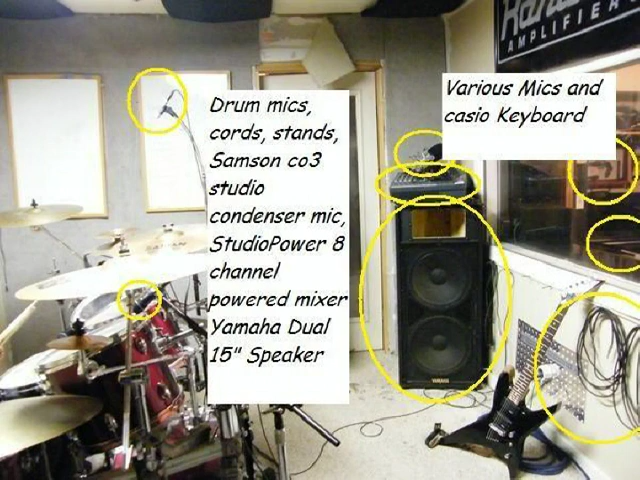 AMPLIFIER
Various Mics and
casio Keyboard
Drum mics,
cords, stands,
Samson co3
studio
condenser mic,
StudioPower 8
channel
powered mixer
Yamaha Dual
15" Speaker
YAMAHA